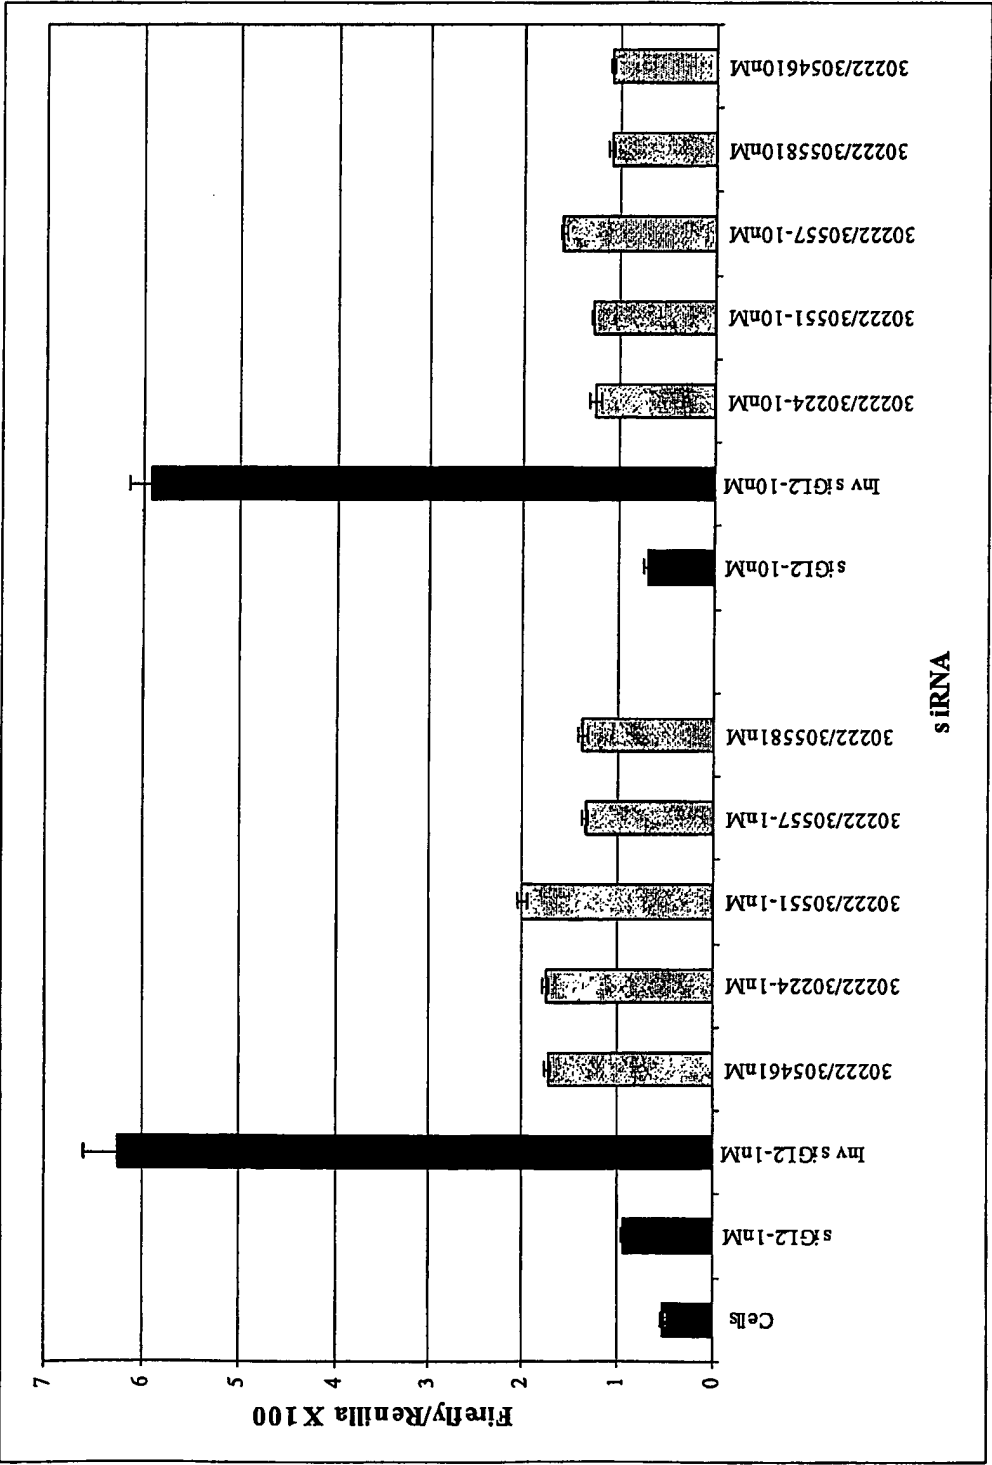 Firefly/Renilla X 100
7
6
5
4
3
2
1
0
Cells
siGL2-1nM
Inv siGL2-1nM
30222/305461nM
30222/30224-1nM
30222/30551-1nM
30222/30557-1nM
30222/305581nM
siGL2-10nM
Inv siGL2-10nM
30222/30224-10nM
30222/30551-10nM
30222/30557-10nM
30222/3055810nM
30222/3054610nM
siRNA